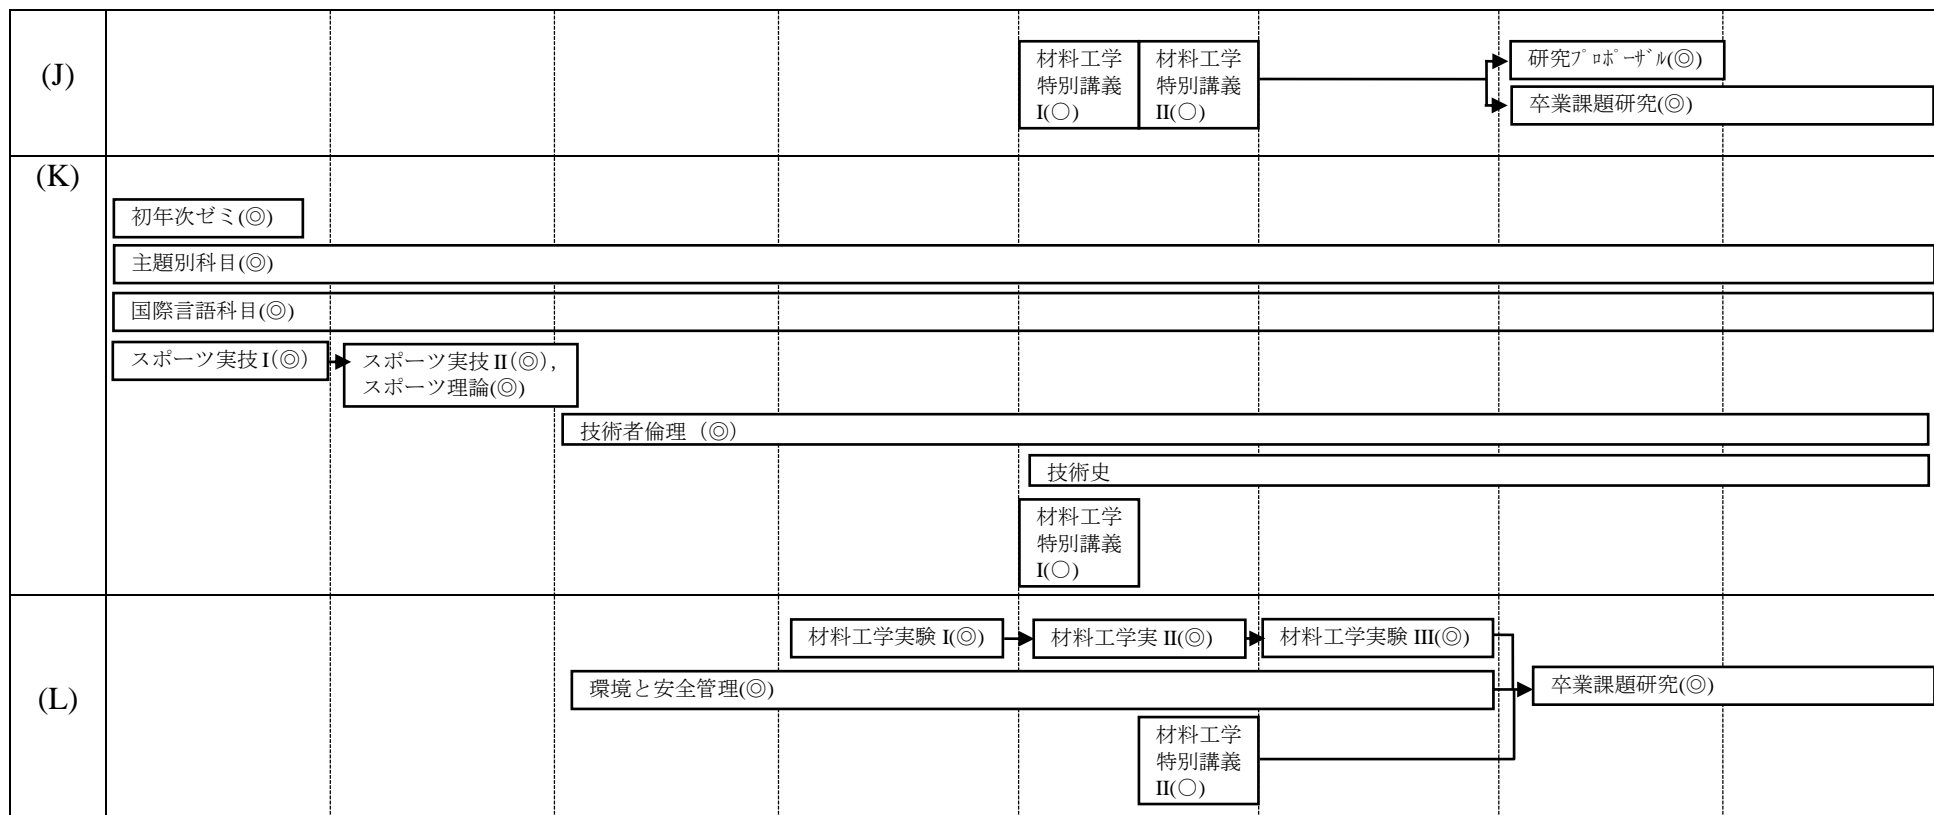 (J)
材料工学
特別講義
I(○)
材料工学
特別講義
II(○)
研究ﾌﾟﾛﾎﾟｰｻﾞﾙ(◎)
卒業課題研究(◎)
(K)
初年次ゼミ(◎)
主題別科目(◎)
国際言語科目(◎)
スポーツ実技 I(◎)
スポーツ実技 II(◎),
スポーツ理論(◎)
技術者倫理（◎）
技術史
材料工学
特別講義
I(○)
(L)
材料工学実験 I(◎)
材料工学実 II(◎)
材料工学実験 III(◎)
環境と安全管理(◎)
卒業課題研究(◎)
材料工学
特別講義
II(○)